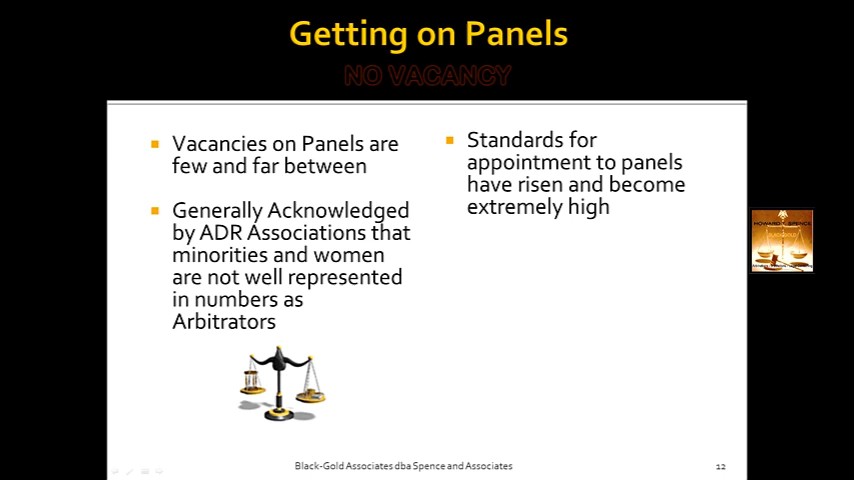 Getting on Panels
NO VACANCY
Vacancies on Panels are
few and far between
Generally Acknowledged
by ADR Associations that
minorities and women
are not well represented
in numbers as
Arbitrators
Standards for
appointment to panels
have risen and become
extremely high
BLACK GOLD
Black-Gold Associates dba Spence and Associates
12